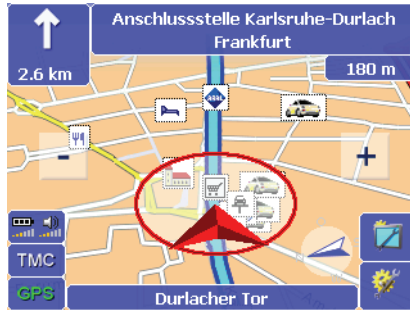 Anschlussstelle Karlsruhe-Durlach
Frankfurt
2.6 km
180 m
-
+
TMC
GPS
Durlacher Tor